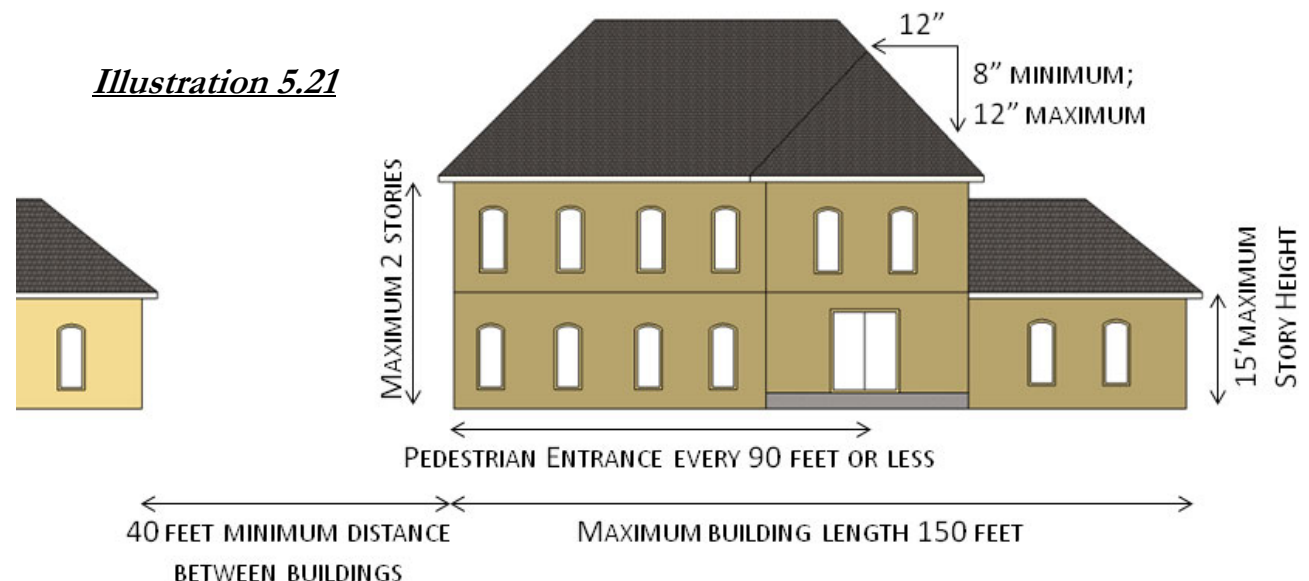 Illustration 5.21
12”
8” MINIMUM;
12” MAXIMUM
MAXIMUM 2 STORIES
15’MAXIMUM
STORY HEIGHT
PEDESTRIAN ENTRANCE EVERY 90 FEET OR LESS
40 FEET MINIMUM DISTANCE
BETWEEN BUILDINGS
MAXIMUM BUILDING LENGTH 150 FEET